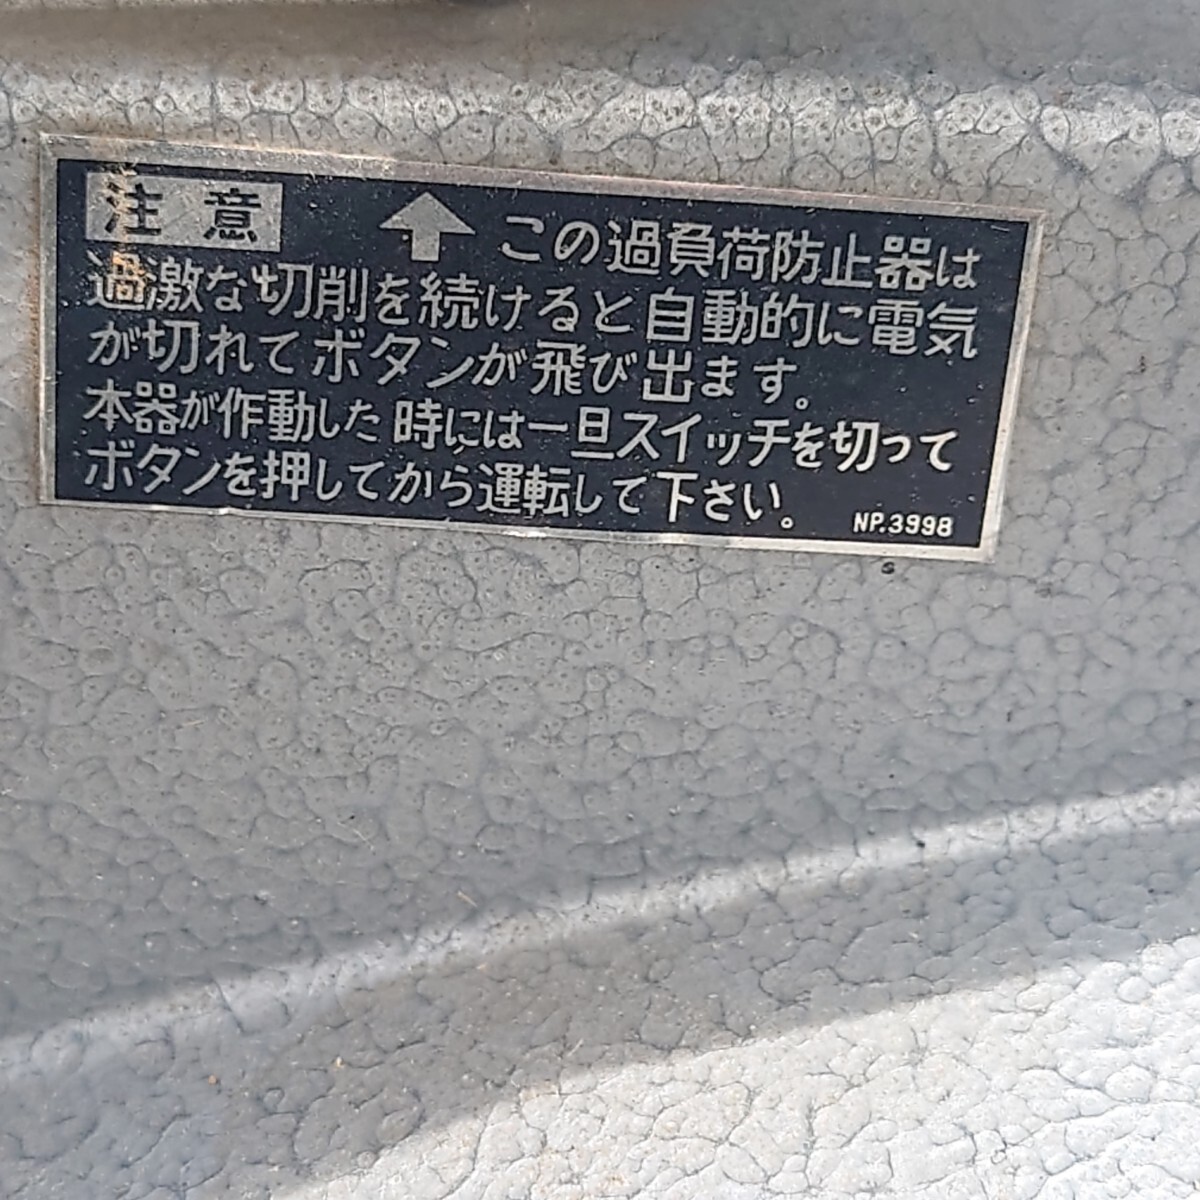 注意 ↑ この過負荷防止器は
過激な切削を続けると自動的に電気
が切れてボタンが飛び出ます。
本器が作動した時には一旦スイッチを切って
ボタンを押してから運転して下さい。 NP.3998